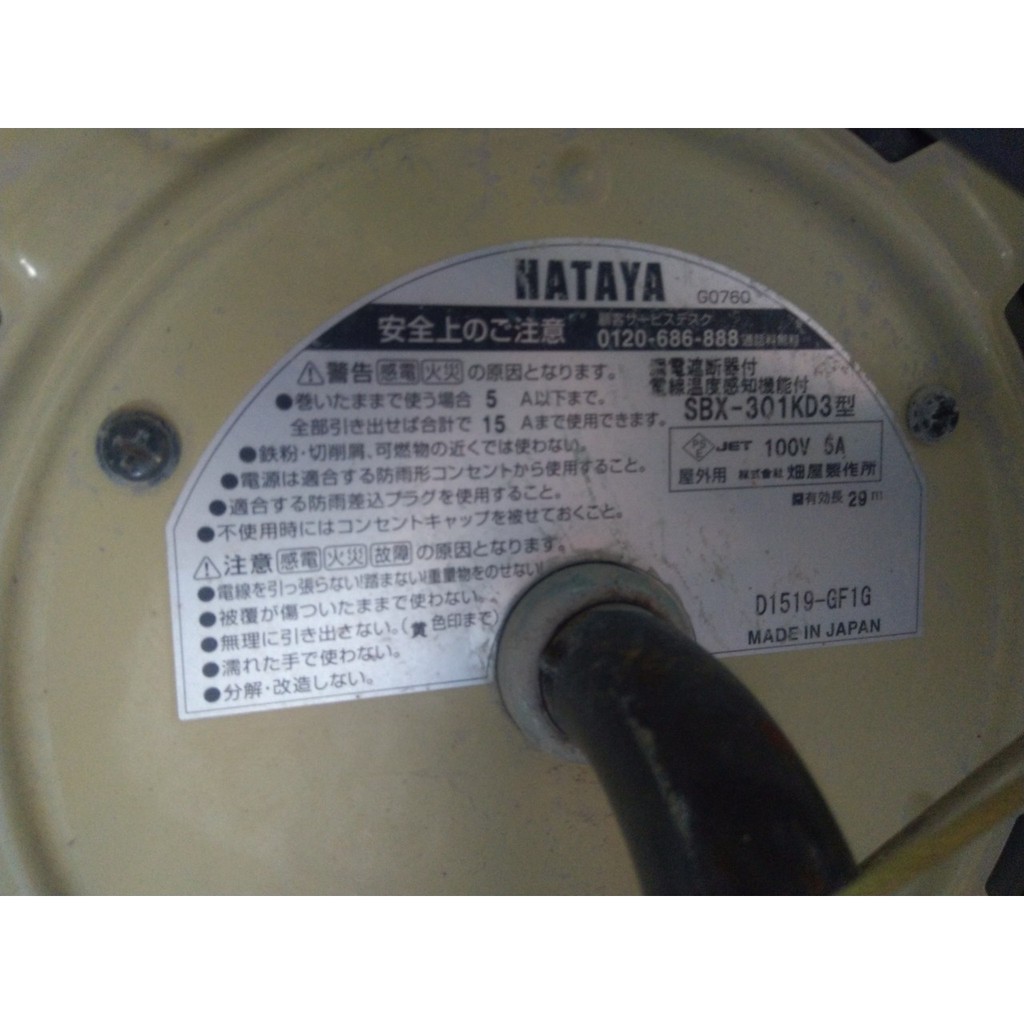 HATAYA
G0760
安全上のご注意
顧客サービスデスク
0120-686-888 通話料無料
⚠警告 感電 火災 の原因となります。
●巻いたままで使う場合 5 A以下まで。
全部引き出せば合計で 15 Aまで使用できます。
●鉄粉・切削屑、可燃物の近くでは使わない。
●電源は適合する防雨形コンセントから使用すること。
●適合する防雨差込プラグを使用すること。
●不使用時にはコンセントキャップを被せておくこと。
⚠注意 感電 火災 故障 の原因となります。
●電線を引っ張らない!踏まない!重量物をのせない!
●被覆が傷ついたままで使わない。
●無理に引き出さない。(黄色印まで)
●濡れた手で使わない。
●分解・改造しない。
漏電遮断器付
電線温度感知機能付
SBX-301KD3型
JET 100V 5A
屋外用 株式会社 畑屋製作所
有効長 29m
D1519-GF1G
MADE IN JAPAN